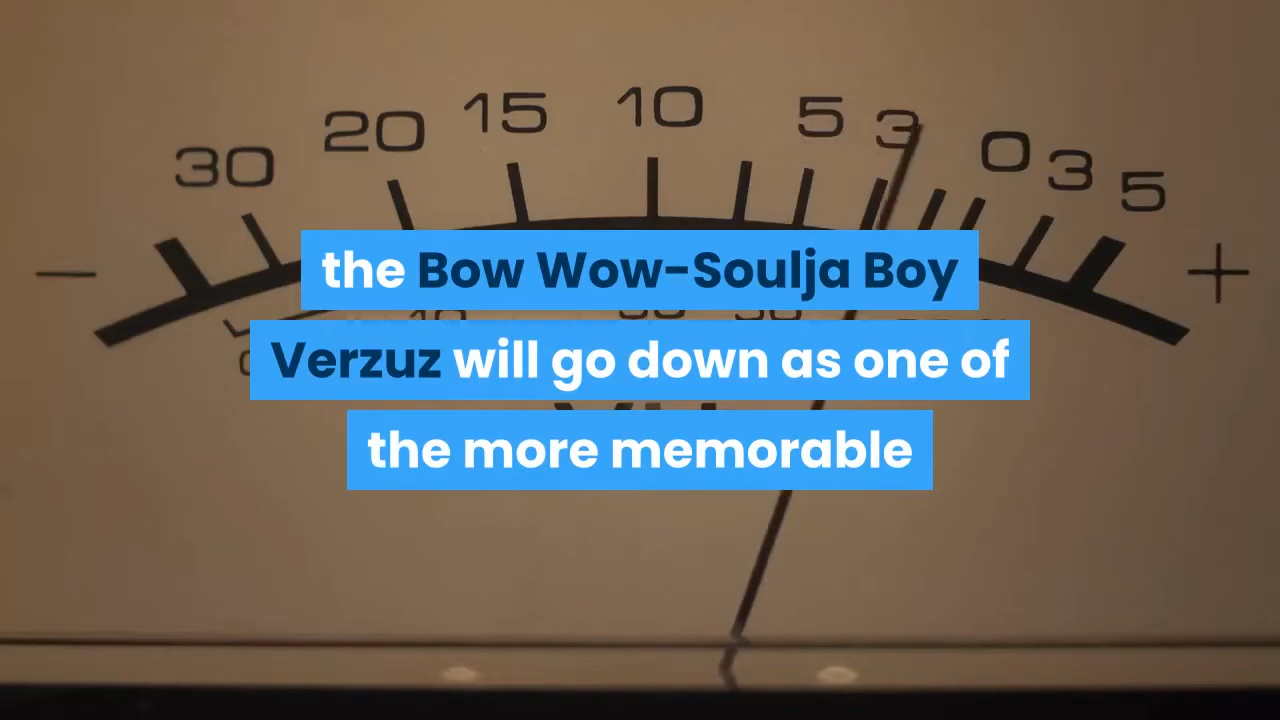 30 20 15 10 5 3 0 3 5
- +
the Bow Wow-Soulja Boy
Verzuz will go down as one of
the more memorable